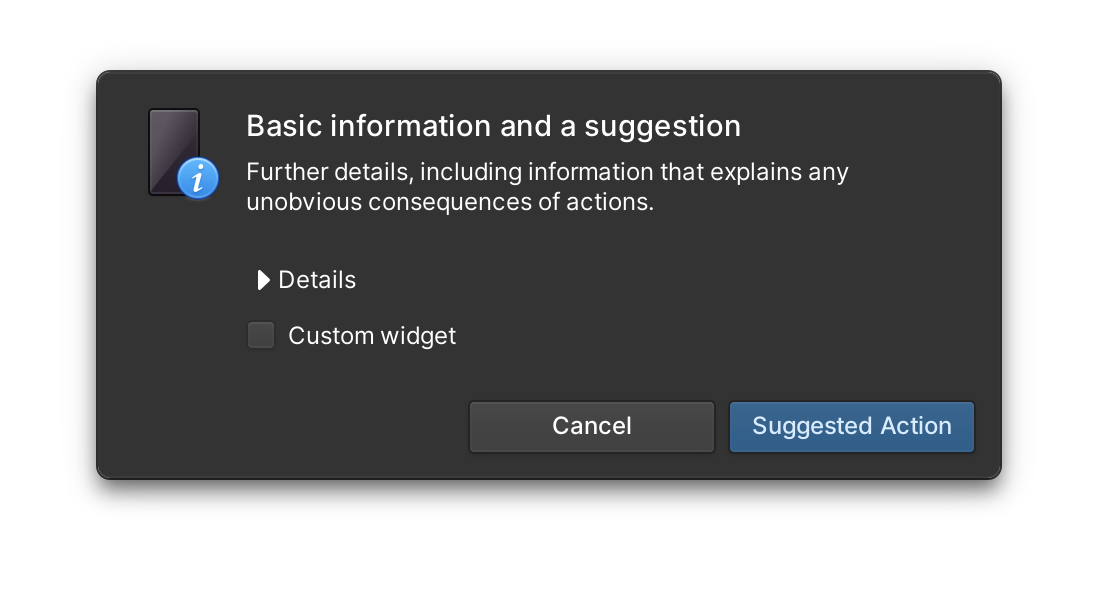 Basic information and a suggestion
Further details, including information that explains any
unobvious consequences of actions.
Details
Custom widget
Cancel
Suggested Action